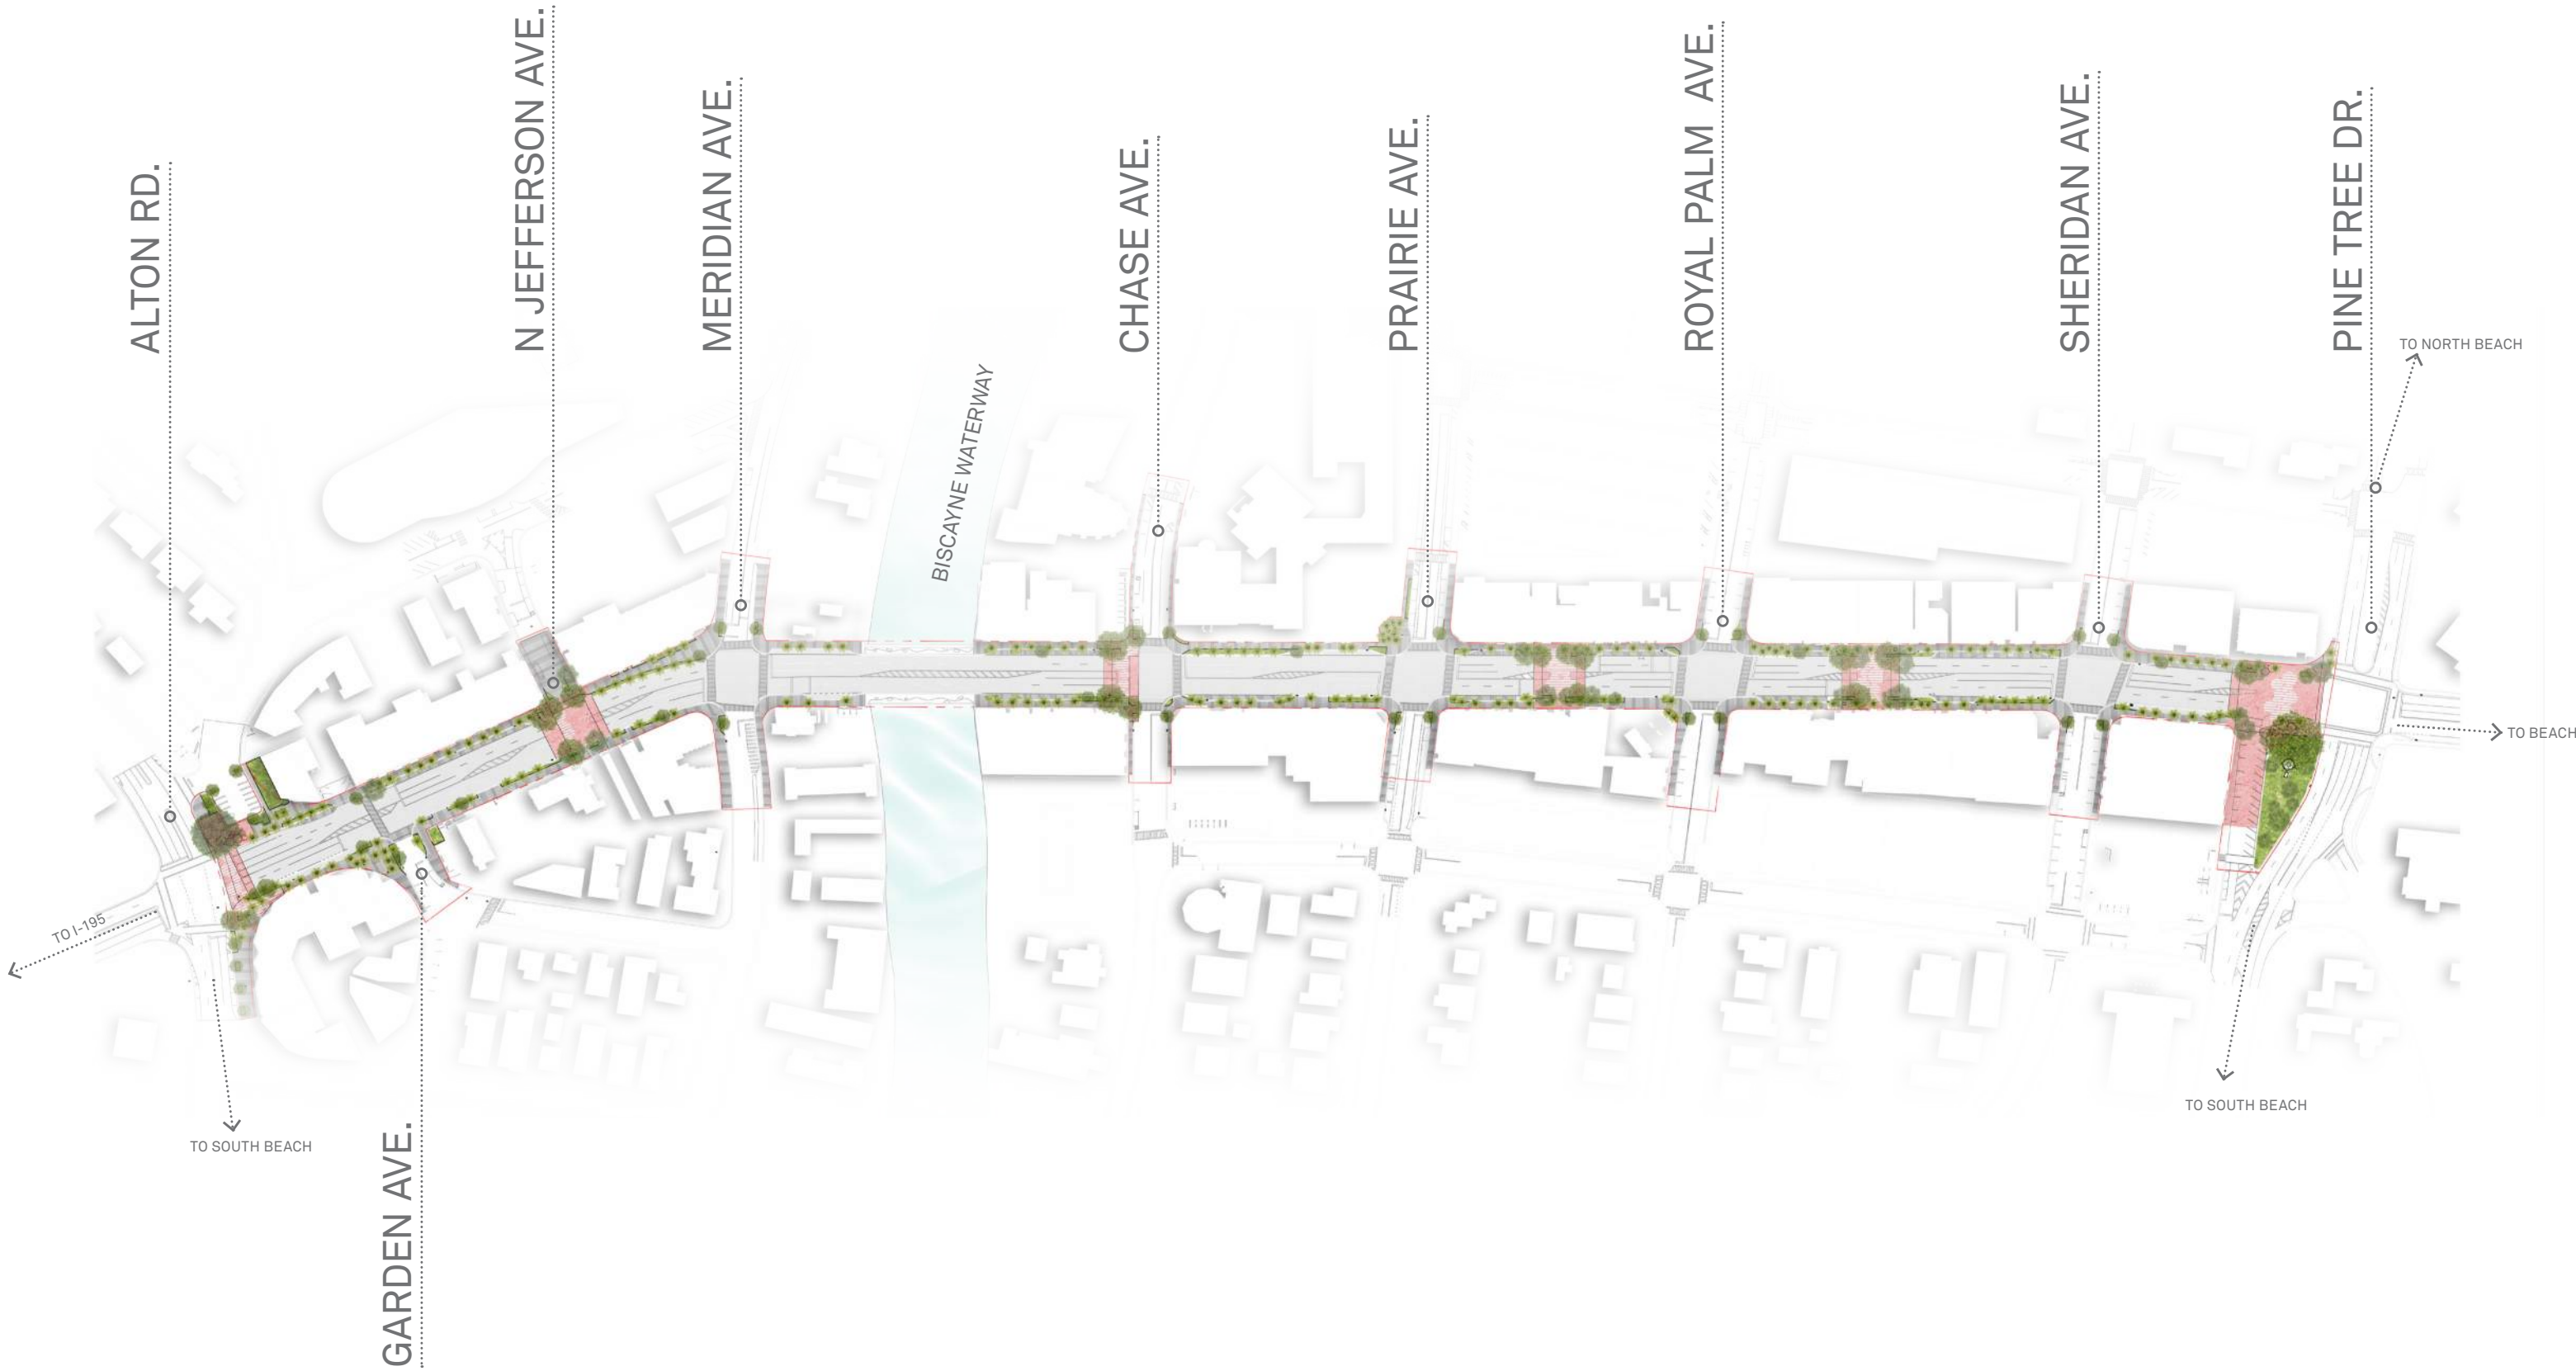 ALTON RD.
N JEFFERSON AVE.
MERIDIAN AVE.
CHASE AVE.
PRAIRIE AVE.
ROYAL PALM  AVE.
SHERIDAN AVE.
PINE TREE DR.
TO NORTH BEACH
BISCAYNE WATERWAY
TO BEACH
TO I-195
TO SOUTH BEACH
TO SOUTH BEACH
GARDEN AVE.